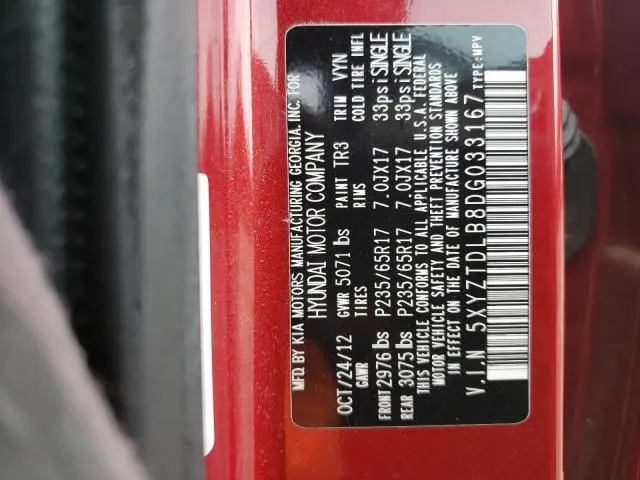 MFD. BY KIA MOTORS MANUFACTURING GEORGIA, INC. FOR
HYUNDAI MOTOR COMPANY
OCT/24/12 GVWR 5071 lbs PAINT TR3 TRIM VYN
GAWR TIRES RIMS COLD TIRE INFL
FRONT 2976 lbs P235/65R17 7.0JX17 33psi SINGLE
REAR 3075 lbs P235/65R17 7.0JX17 33psi SINGLE
THIS VEHICLE CONFORMS TO ALL APPLICABLE U.S.A. FEDERAL
MOTOR VEHICLE SAFETY AND THEFT PREVENTION STANDARDS
IN EFFECT ON THE DATE OF MANUFACTURE SHOWN ABOVE
V.I.N 5XYZTDLB8DG033167 TYPE:MPV